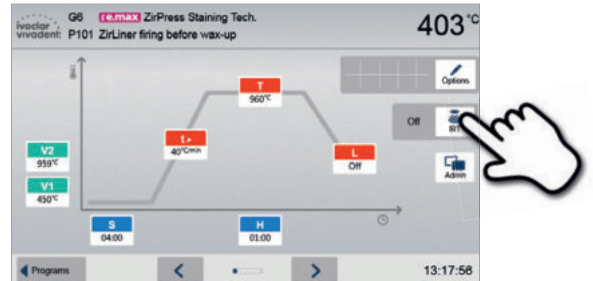 ivoclar vivadent:
G6 IPS e.max ZirPress Staining Tech.
P101 ZirLiner firing before wax-up
403°C
Options
T
960°C
Off
IRT
t↗
40°C/min
V2
959°C
L
Off
Admin
V1
450°C
S
04:00
H
01:00
Programs
13:17:56